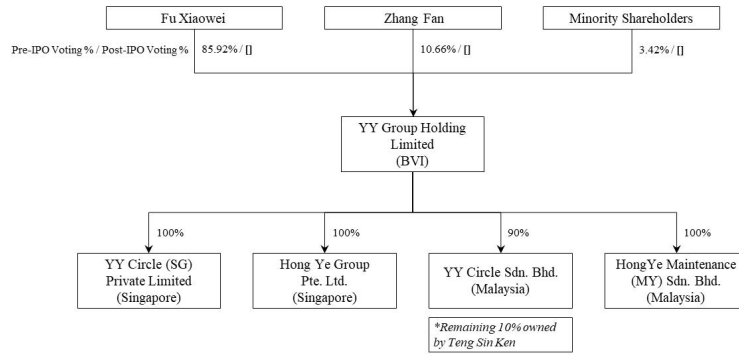 Fu Xiaowei
Zhang Fan
Minority Shareholders
Pre-IPO Voting % / Post-IPO Voting %
85.92% / []
10.66% / []
3.42% / []
YY Group Holding
Limited
(BVI)
100%
100%
90%
100%
YY Circle (SG)
Private Limited
(Singapore)
Hong Ye Group
Pte. Ltd.
(Singapore)
YY Circle Sdn. Bhd.
(Malaysia)
HongYe Maintenance
(MY) Sdn. Bhd.
(Malaysia)
*Remaining 10% owned
by Teng Sin Ken